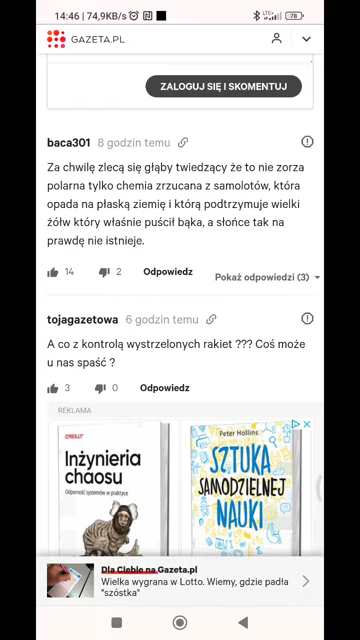 14:46 | 74,9KB/s
78
GAZETA.PL
ZALOGUJ SIĘ I SKOMENTUJ
baca301 8 godzin temu
Za chwilę zlecą się głąby twiedzący że to nie zorza
polarna tylko chemia zrzucana z samolotów, która
opada na płaską ziemię i którą podtrzymuje wielki
żółw który właśnie puścił bąka, a słońce tak na
prawdę nie istnieje.
14 2 Odpowiedz Pokaż odpowiedzi (3)
tojagazetowa 6 godzin temu
A co z kontrolą wystrzelonych rakiet ??? Coś może
u nas spaść ?
3 0 Odpowiedz
REKLAMA
O'REILLY
Inżynieria
chaosu
Odporność systemów w praktyce
Peter Hollins
SZTUKA
SAMODZIELNEJ
NAUKI
Dla Ciebie na Gazeta.pl
Wielka wygrana w Lotto. Wiemy, gdzie padła
"szóstka"